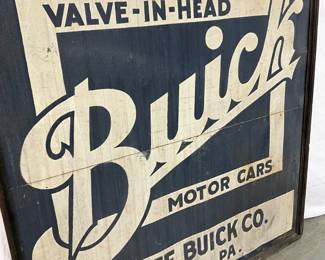 VALVE-IN-HEAD
Buick
MOTOR CARS
BUICK CO.
PA.